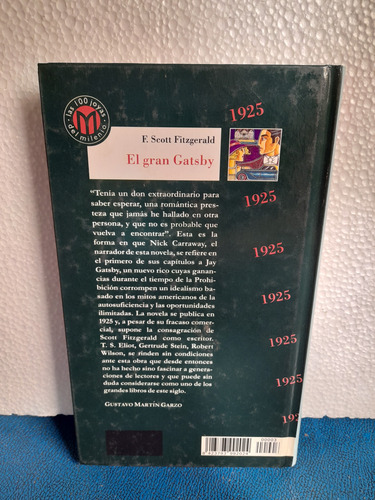 las 100 joyas
del milenio
M
F. Scott Fitzgerald
El gran Gatsby
1925
1925
1925
1925
1925
1925
"Tenía un don extraordinario para
saber esperar, una romántica pres-
teza que jamás he hallado en otra
persona, y que no es probable que
vuelva a encontrar". Esta es la
forma en que Nick Carraway, el
narrador de esta novela, se refiere en
el primero de sus capítulos a Jay
Gatsby, un nuevo rico cuyas ganan-
cias durante el tiempo de la Prohi-
bición corrompen un idealismo ba-
sado en los mitos americanos de la
autosuficiencia y las oportunidades
ilimitadas. La novela se publica en
1925 y, a pesar de su fracaso comer-
cial, supone la consagración de
Scott Fitzgerald como escritor.
T. S. Eliot, Gertrude Stein, Robert
Wilson, se rinden sin condiciones
ante esta obra que desde entonces
no ha hecho sino fascinar a genera-
ciones de lectores y que puede sin
duda considerarse como uno de los
grandes libros de este siglo.
GUSTAVO MARTÍN GARZO